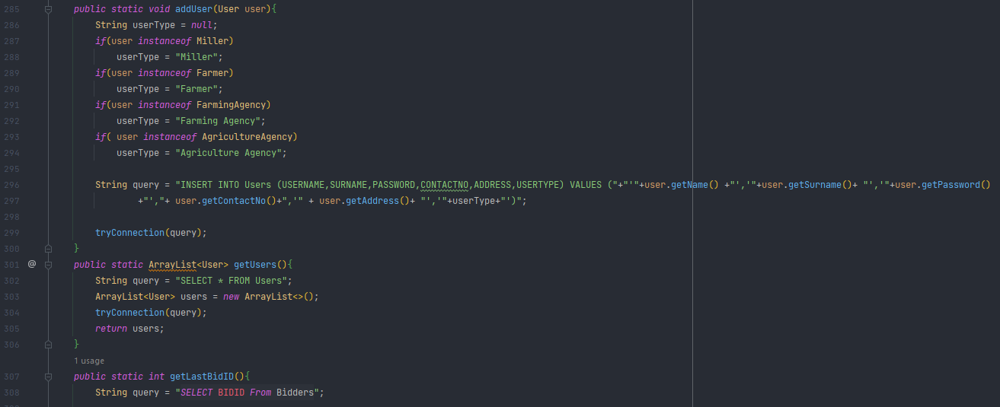 285 public static void addUser(User user){
286 String userType = null;
287 if(user instanceof Miller)
288 userType = "Miller";
289 if(user instanceof Farmer)
290 userType = "Farmer";
291 if(user instanceof FarmingAgency)
292 userType = "Farming Agency";
293 if( user instanceof AgricultureAgency)
294 userType = "Agriculture Agency";
295
296 String query = "INSERT INTO Users (USERNAME,SURNAME,PASSWORD,CONTACTNO,ADDRESS,USERTYPE) VALUES ("+"'"+user.getName() +"','"+user.getSurname()+ "','"+user.getPassword()
297 +"',"+ user.getContactNo()+",'" + user.getAddress()+ "','"+userType+"')";
298
299 tryConnection(query);
300 }
301 @ public static ArrayList<User> getUsers(){
302 String query = "SELECT * FROM Users";
303 ArrayList<User> users = new ArrayList<>();
304 tryConnection(query);
305 return users;
306 }
1 usage
307 public static int getLastBidID(){
308 String query = "SELECT BIDID From Bidders";